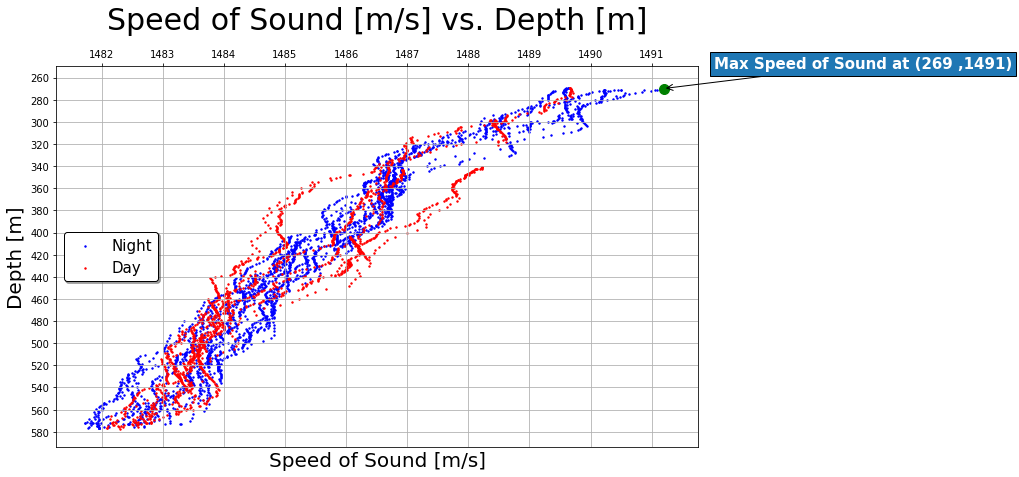 Speed of Sound [m/s] vs. Depth [m]
1482 1483 1484 1485 1486 1487 1488 1489 1490 1491
Max Speed of Sound at (269 ,1491)
260
280
300
320
340
360
380
400
420
440
460
480
500
520
540
560
580
Depth [m]
Night
Day
Speed of Sound [m/s]